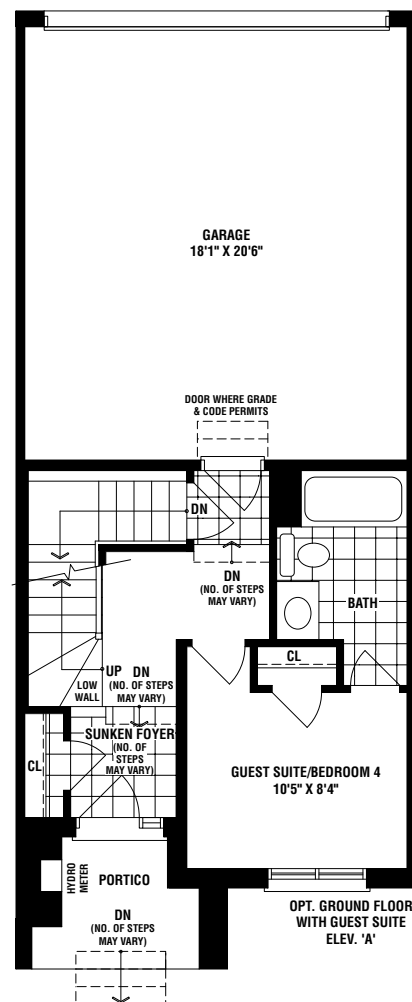 GARAGE
18'1" X 20'6"
DOOR WHERE GRADE
& CODE PERMITS
DN
DN
(NO. OF STEPS
MAY VARY)
BATH
CL
UP
LOW
WALL
DN
(NO. OF STEPS
MAY VARY)
SUNKEN FOYER
(NO. OF
STEPS
MAY VARY)
CL
GUEST SUITE/BEDROOM 4
10'5" X 8'4"
HYDRO
METER
PORTICO
DN
(NO. OF STEPS
MAY VARY)
OPT. GROUND FLOOR
WITH GUEST SUITE
ELEV. 'A'